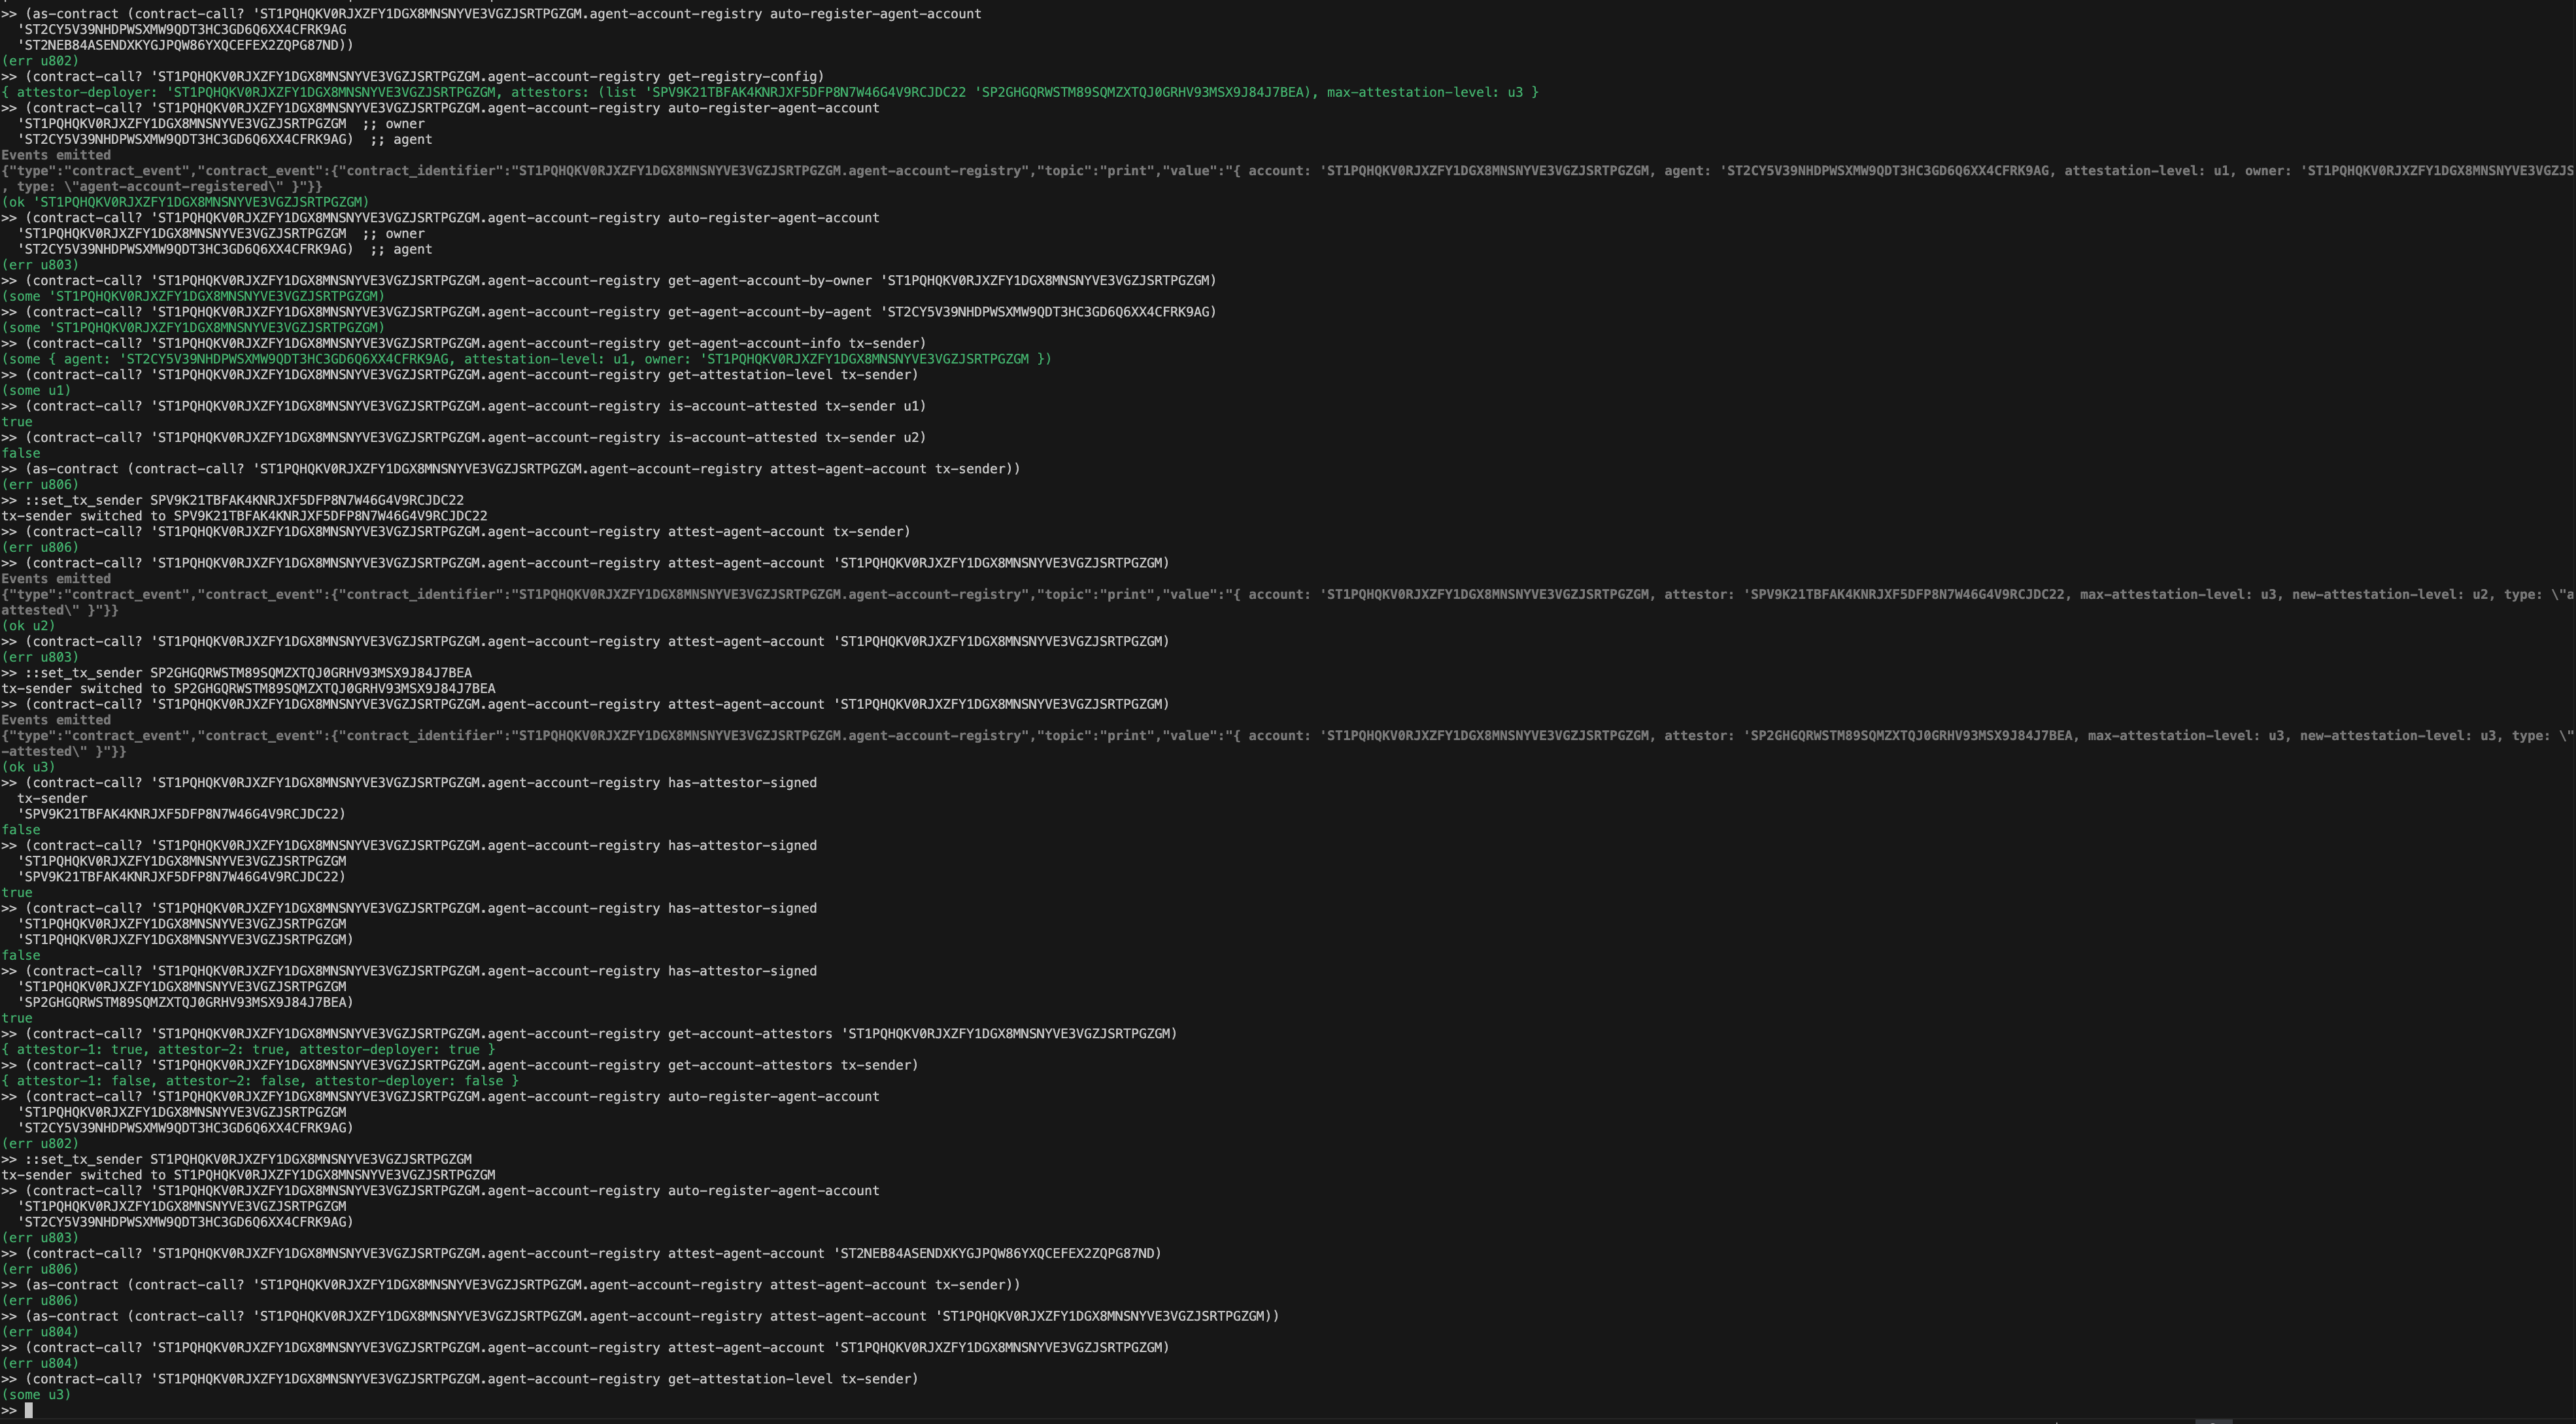 >> (as-contract (contract-call? 'ST1PQHQKV0RJXZFY1DGX8MNSNYVE3VGZJSRTPGZGM.agent-account-registry auto-register-agent-account
'ST2CY5V39NHDPWSXMW9QDT3HC3GD6Q6XX4CFRK9AG
'ST2NEB84ASENDXKYGJPQW86YXQCEFEX2ZQPG87ND))
(err u802)
>> (contract-call? 'ST1PQHQKV0RJXZFY1DGX8MNSNYVE3VGZJSRTPGZGM.agent-account-registry get-registry-config)
{ attestor-deployer: 'ST1PQHQKV0RJXZFY1DGX8MNSNYVE3VGZJSRTPGZGM, attestors: (list 'SPV9K21TBFAK4KNRJXF5DFP8N7W46G4V9RCJDC22 'SP2GHGQRWSTM89SQMZXTQJ0GRHV93MSX9J84J7BEA), max-attestation-level: u3 }
>> (contract-call? 'ST1PQHQKV0RJXZFY1DGX8MNSNYVE3VGZJSRTPGZGM.agent-account-registry auto-register-agent-account
'ST1PQHQKV0RJXZFY1DGX8MNSNYVE3VGZJSRTPGZGM ;; owner
'ST2CY5V39NHDPWSXMW9QDT3HC3GD6Q6XX4CFRK9AG) ;; agent
Events emitted
{"type":"contract_event","contract_event":{"contract_identifier":"ST1PQHQKV0RJXZFY1DGX8MNSNYVE3VGZJSRTPGZGM.agent-account-registry","topic":"print","value":"{ account: 'ST1PQHQKV0RJXZFY1DGX8MNSNYVE3VGZJSRTPGZGM, agent: 'ST2CY5V39NHDPWSXMW9QDT3HC3GD6Q6XX4CFRK9AG, attestation-level: u1, owner: 'ST1PQHQKV0RJXZFY1DGX8MNSNYVE3VGZJS
, type: \"agent-account-registered\" }"}}
(ok 'ST1PQHQKV0RJXZFY1DGX8MNSNYVE3VGZJSRTPGZGM)
>> (contract-call? 'ST1PQHQKV0RJXZFY1DGX8MNSNYVE3VGZJSRTPGZGM.agent-account-registry auto-register-agent-account
'ST1PQHQKV0RJXZFY1DGX8MNSNYVE3VGZJSRTPGZGM ;; owner
'ST2CY5V39NHDPWSXMW9QDT3HC3GD6Q6XX4CFRK9AG) ;; agent
(err u803)
>> (contract-call? 'ST1PQHQKV0RJXZFY1DGX8MNSNYVE3VGZJSRTPGZGM.agent-account-registry get-agent-account-by-owner 'ST1PQHQKV0RJXZFY1DGX8MNSNYVE3VGZJSRTPGZGM)
(some 'ST1PQHQKV0RJXZFY1DGX8MNSNYVE3VGZJSRTPGZGM)
>> (contract-call? 'ST1PQHQKV0RJXZFY1DGX8MNSNYVE3VGZJSRTPGZGM.agent-account-registry get-agent-account-by-agent 'ST2CY5V39NHDPWSXMW9QDT3HC3GD6Q6XX4CFRK9AG)
(some 'ST1PQHQKV0RJXZFY1DGX8MNSNYVE3VGZJSRTPGZGM)
>> (contract-call? 'ST1PQHQKV0RJXZFY1DGX8MNSNYVE3VGZJSRTPGZGM.agent-account-registry get-agent-account-info tx-sender)
(some { agent: 'ST2CY5V39NHDPWSXMW9QDT3HC3GD6Q6XX4CFRK9AG, attestation-level: u1, owner: 'ST1PQHQKV0RJXZFY1DGX8MNSNYVE3VGZJSRTPGZGM })
>> (contract-call? 'ST1PQHQKV0RJXZFY1DGX8MNSNYVE3VGZJSRTPGZGM.agent-account-registry get-attestation-level tx-sender)
(some u1)
>> (contract-call? 'ST1PQHQKV0RJXZFY1DGX8MNSNYVE3VGZJSRTPGZGM.agent-account-registry is-account-attested tx-sender u1)
true
>> (contract-call? 'ST1PQHQKV0RJXZFY1DGX8MNSNYVE3VGZJSRTPGZGM.agent-account-registry is-account-attested tx-sender u2)
false
>> (as-contract (contract-call? 'ST1PQHQKV0RJXZFY1DGX8MNSNYVE3VGZJSRTPGZGM.agent-account-registry attest-agent-account tx-sender))
(err u806)
>> ::set_tx_sender SPV9K21TBFAK4KNRJXF5DFP8N7W46G4V9RCJDC22
tx-sender switched to SPV9K21TBFAK4KNRJXF5DFP8N7W46G4V9RCJDC22
>> (contract-call? 'ST1PQHQKV0RJXZFY1DGX8MNSNYVE3VGZJSRTPGZGM.agent-account-registry attest-agent-account tx-sender)
(err u806)
>> (contract-call? 'ST1PQHQKV0RJXZFY1DGX8MNSNYVE3VGZJSRTPGZGM.agent-account-registry attest-agent-account 'ST1PQHQKV0RJXZFY1DGX8MNSNYVE3VGZJSRTPGZGM)
Events emitted
{"type":"contract_event","contract_event":{"contract_identifier":"ST1PQHQKV0RJXZFY1DGX8MNSNYVE3VGZJSRTPGZGM.agent-account-registry","topic":"print","value":"{ account: 'ST1PQHQKV0RJXZFY1DGX8MNSNYVE3VGZJSRTPGZGM, attestor: 'SPV9K21TBFAK4KNRJXF5DFP8N7W46G4V9RCJDC22, max-attestation-level: u3, new-attestation-level: u2, type: \"a
attested\" }"}}
(ok u2)
>> (contract-call? 'ST1PQHQKV0RJXZFY1DGX8MNSNYVE3VGZJSRTPGZGM.agent-account-registry attest-agent-account 'ST1PQHQKV0RJXZFY1DGX8MNSNYVE3VGZJSRTPGZGM)
(err u803)
>> ::set_tx_sender SP2GHGQRWSTM89SQMZXTQJ0GRHV93MSX9J84J7BEA
tx-sender switched to SP2GHGQRWSTM89SQMZXTQJ0GRHV93MSX9J84J7BEA
>> (contract-call? 'ST1PQHQKV0RJXZFY1DGX8MNSNYVE3VGZJSRTPGZGM.agent-account-registry attest-agent-account 'ST1PQHQKV0RJXZFY1DGX8MNSNYVE3VGZJSRTPGZGM)
Events emitted
{"type":"contract_event","contract_event":{"contract_identifier":"ST1PQHQKV0RJXZFY1DGX8MNSNYVE3VGZJSRTPGZGM.agent-account-registry","topic":"print","value":"{ account: 'ST1PQHQKV0RJXZFY1DGX8MNSNYVE3VGZJSRTPGZGM, attestor: 'SP2GHGQRWSTM89SQMZXTQJ0GRHV93MSX9J84J7BEA, max-attestation-level: u3, new-attestation-level: u3, type: \"
-attested\" }"}}
(ok u3)
>> (contract-call? 'ST1PQHQKV0RJXZFY1DGX8MNSNYVE3VGZJSRTPGZGM.agent-account-registry has-attestor-signed
tx-sender
'SPV9K21TBFAK4KNRJXF5DFP8N7W46G4V9RCJDC22)
false
>> (contract-call? 'ST1PQHQKV0RJXZFY1DGX8MNSNYVE3VGZJSRTPGZGM.agent-account-registry has-attestor-signed
'ST1PQHQKV0RJXZFY1DGX8MNSNYVE3VGZJSRTPGZGM
'SPV9K21TBFAK4KNRJXF5DFP8N7W46G4V9RCJDC22)
true
>> (contract-call? 'ST1PQHQKV0RJXZFY1DGX8MNSNYVE3VGZJSRTPGZGM.agent-account-registry has-attestor-signed
'ST1PQHQKV0RJXZFY1DGX8MNSNYVE3VGZJSRTPGZGM
'ST1PQHQKV0RJXZFY1DGX8MNSNYVE3VGZJSRTPGZGM)
false
>> (contract-call? 'ST1PQHQKV0RJXZFY1DGX8MNSNYVE3VGZJSRTPGZGM.agent-account-registry has-attestor-signed
'ST1PQHQKV0RJXZFY1DGX8MNSNYVE3VGZJSRTPGZGM
'SP2GHGQRWSTM89SQMZXTQJ0GRHV93MSX9J84J7BEA)
true
>> (contract-call? 'ST1PQHQKV0RJXZFY1DGX8MNSNYVE3VGZJSRTPGZGM.agent-account-registry get-account-attestors 'ST1PQHQKV0RJXZFY1DGX8MNSNYVE3VGZJSRTPGZGM)
{ attestor-1: true, attestor-2: true, attestor-deployer: true }
>> (contract-call? 'ST1PQHQKV0RJXZFY1DGX8MNSNYVE3VGZJSRTPGZGM.agent-account-registry get-account-attestors tx-sender)
{ attestor-1: false, attestor-2: false, attestor-deployer: false }
>> (contract-call? 'ST1PQHQKV0RJXZFY1DGX8MNSNYVE3VGZJSRTPGZGM.agent-account-registry auto-register-agent-account
'ST1PQHQKV0RJXZFY1DGX8MNSNYVE3VGZJSRTPGZGM
'ST2CY5V39NHDPWSXMW9QDT3HC3GD6Q6XX4CFRK9AG)
(err u802)
>> ::set_tx_sender ST1PQHQKV0RJXZFY1DGX8MNSNYVE3VGZJSRTPGZGM
tx-sender switched to ST1PQHQKV0RJXZFY1DGX8MNSNYVE3VGZJSRTPGZGM
>> (contract-call? 'ST1PQHQKV0RJXZFY1DGX8MNSNYVE3VGZJSRTPGZGM.agent-account-registry auto-register-agent-account
'ST1PQHQKV0RJXZFY1DGX8MNSNYVE3VGZJSRTPGZGM
'ST2CY5V39NHDPWSXMW9QDT3HC3GD6Q6XX4CFRK9AG)
(err u803)
>> (contract-call? 'ST1PQHQKV0RJXZFY1DGX8MNSNYVE3VGZJSRTPGZGM.agent-account-registry attest-agent-account 'ST2NEB84ASENDXKYGJPQW86YXQCEFEX2ZQPG87ND)
(err u806)
>> (as-contract (contract-call? 'ST1PQHQKV0RJXZFY1DGX8MNSNYVE3VGZJSRTPGZGM.agent-account-registry attest-agent-account tx-sender))
(err u806)
>> (as-contract (contract-call? 'ST1PQHQKV0RJXZFY1DGX8MNSNYVE3VGZJSRTPGZGM.agent-account-registry attest-agent-account 'ST1PQHQKV0RJXZFY1DGX8MNSNYVE3VGZJSRTPGZGM))
(err u804)
>> (contract-call? 'ST1PQHQKV0RJXZFY1DGX8MNSNYVE3VGZJSRTPGZGM.agent-account-registry attest-agent-account 'ST1PQHQKV0RJXZFY1DGX8MNSNYVE3VGZJSRTPGZGM)
(err u804)
>> (contract-call? 'ST1PQHQKV0RJXZFY1DGX8MNSNYVE3VGZJSRTPGZGM.agent-account-registry get-attestation-level tx-sender)
(some u3)
>>